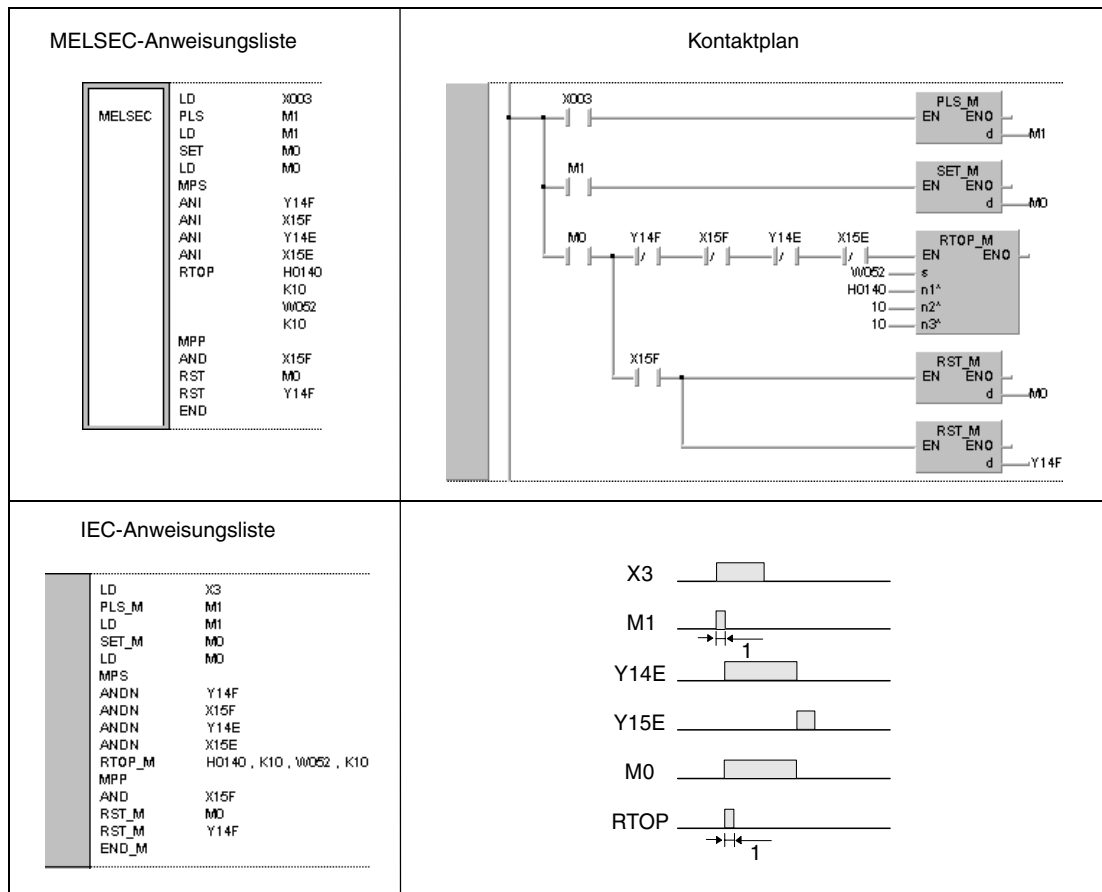 MELSEC-Anweisungsliste
MELSEC
LD X003
PLS M1
LD M1
SET M0
LD M0
MPS
ANI Y14F
ANI X15F
ANI Y14E
ANI X15E
RTOP H0140
K10
W052
K10
MPP
AND X15F
RST M0
RST Y14F
END
Kontaktplan
X003
PLS_M
EN ENO
d M1
M1
SET_M
EN ENO
d M0
M0 Y14F X15F Y14E X15E
RTOP_M
EN ENO
W052 s
H0140 n1^
10 n2^
10 n3^
X15F
RST_M
EN ENO
d M0
RST_M
EN ENO
d Y14F
IEC-Anweisungsliste
LD X3
PLS_M M1
LD M1
SET_M M0
LD M0
MPS
ANDN Y14F
ANDN X15F
ANDN Y14E
ANDN X15E
RTOP_M H0140 , K10 , W052 , K10
MPP
AND X15F
RST_M M0
RST_M Y14F
END_M
X3
M1
1
Y14E
Y15E
M0
RTOP
1